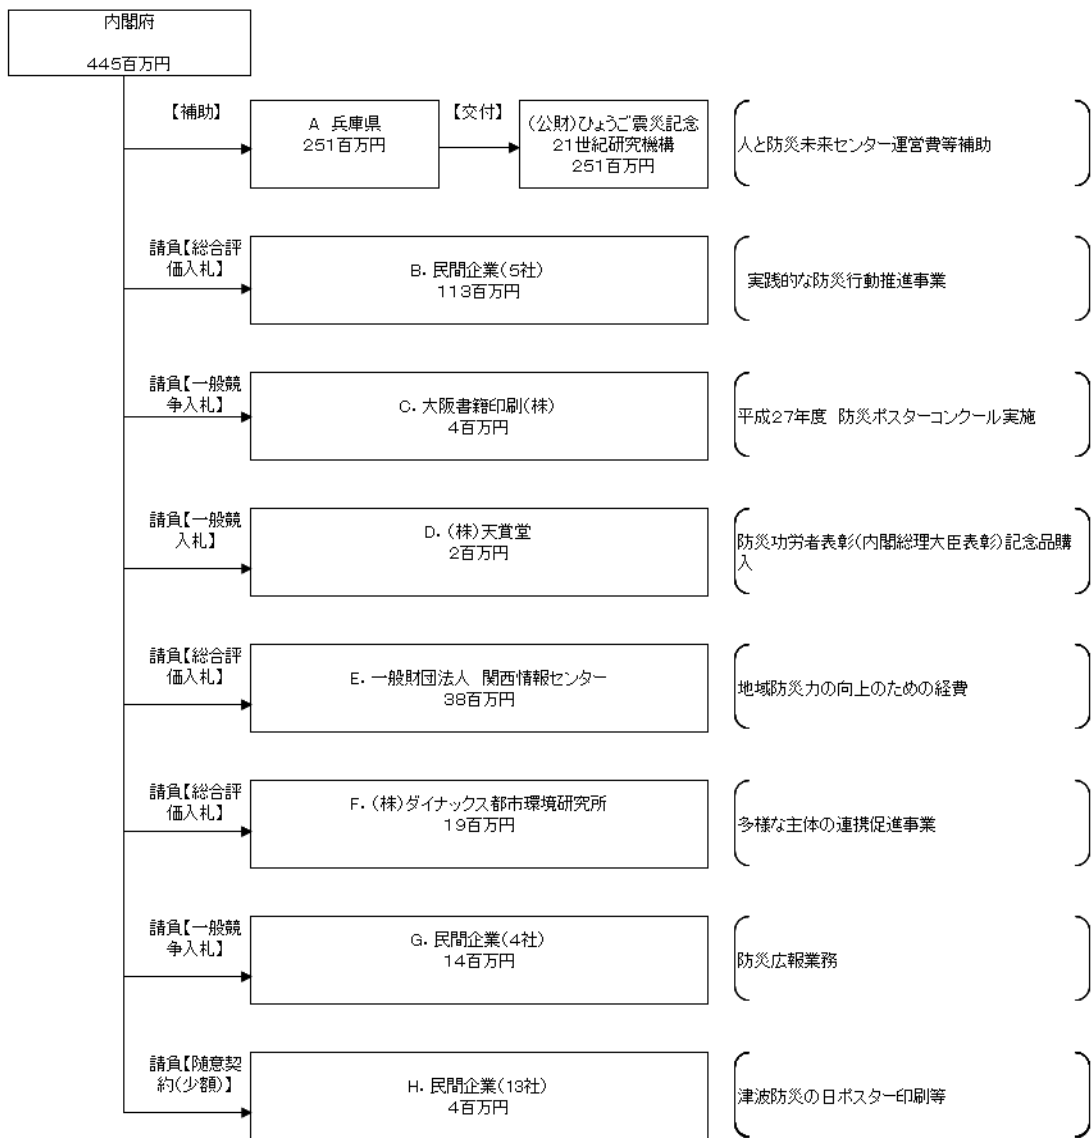 内閣府
445百万円
【補助】
A 兵庫県
251百万円
【交付】
(公財)ひょうご震災記念
21世紀研究機構
251百万円
人と防災未来センター運営費等補助
請負【総合評
価入札】
B. 民間企業(5社)
113百万円
実践的な防災行動推進事業
請負【一般競
争入札】
C. 大阪書籍印刷(株)
4百万円
平成27年度 防災ポスターコンクール実施
請負【一般競
入札】
D. (株)天賞堂
2百万円
防災功労者表彰(内閣総理大臣表彰)記念品購
入
請負【総合評
価入札】
E. 一般財団法人 関西情報センター
38百万円
地域防災力の向上のための経費
請負【総合評
価入札】
F. (株)ダイナックス都市環境研究所
19百万円
多様な主体の連携促進事業
請負【一般競
争入札】
G. 民間企業(4社)
14百万円
防災広報業務
請負【随意契
約(少額)】
H. 民間企業(13社)
4百万円
津波防災の日ポスター印刷等